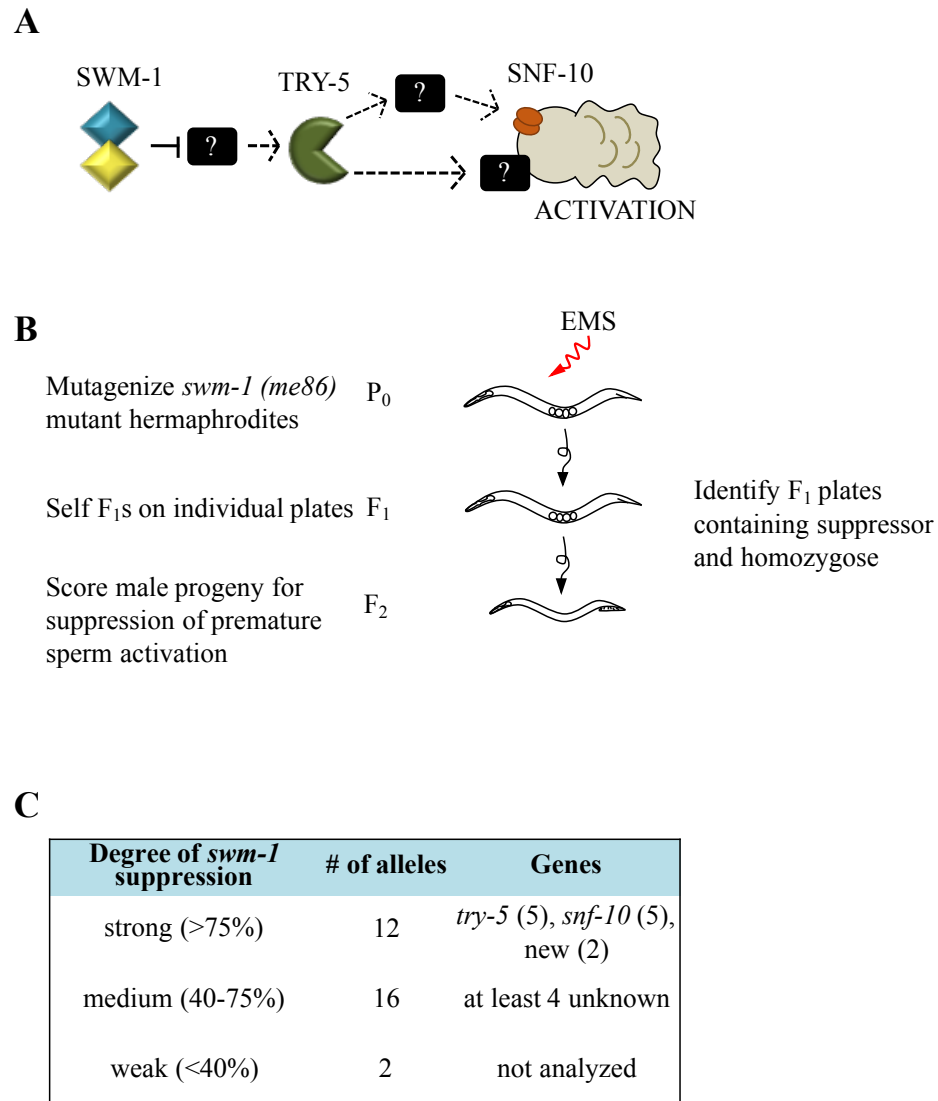 A
SWM-1
TRY-5
SNF-10
?
?
?
ACTIVATION
B
EMS
Mutagenize swm-1 (me86)
mutant hermaphrodites
P0
Self F1s on individual plates
F1
Identify F1 plates
containing suppressor
and homozygose
Score male progeny for
suppression of premature
sperm activation
F2
C
Degree of swm-1
suppression
# of alleles
Genes
strong (>75%)
12
try-5 (5), snf-10 (5),
new (2)
medium (40-75%)
16
at least 4 unknown
weak (<40%)
2
not analyzed